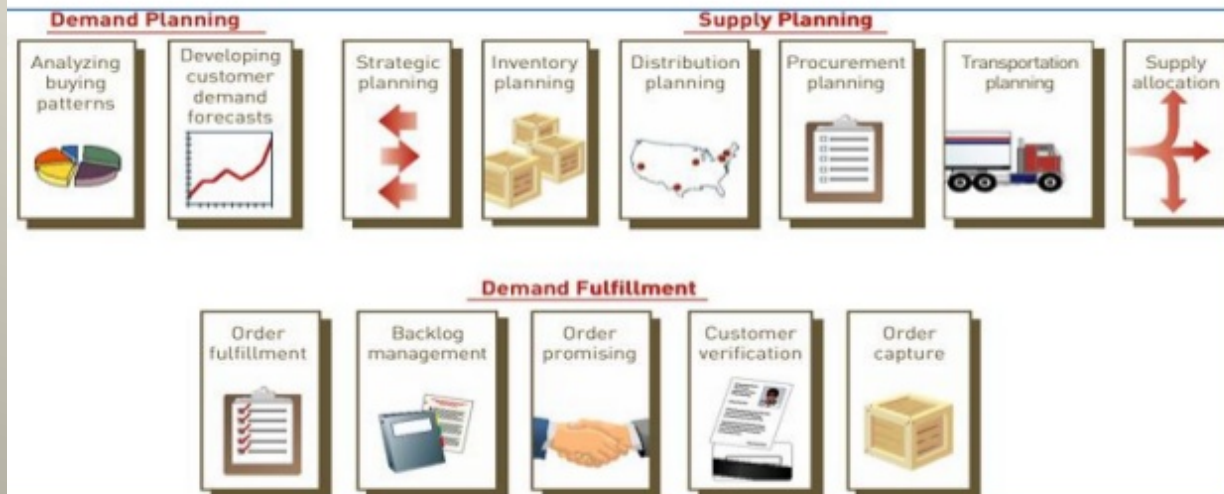 Demand Planning
Supply Planning
Analyzing
buying
patterns
Developing
customer
demand
forecasts
Strategic
planning
Inventory
planning
Distribution
planning
Procurement
planning
Transportation
planning
Supply
allocation
Demand Fulfillment
Order
fulfillment
Backlog
management
Order
promising
Customer
verification
Order
capture